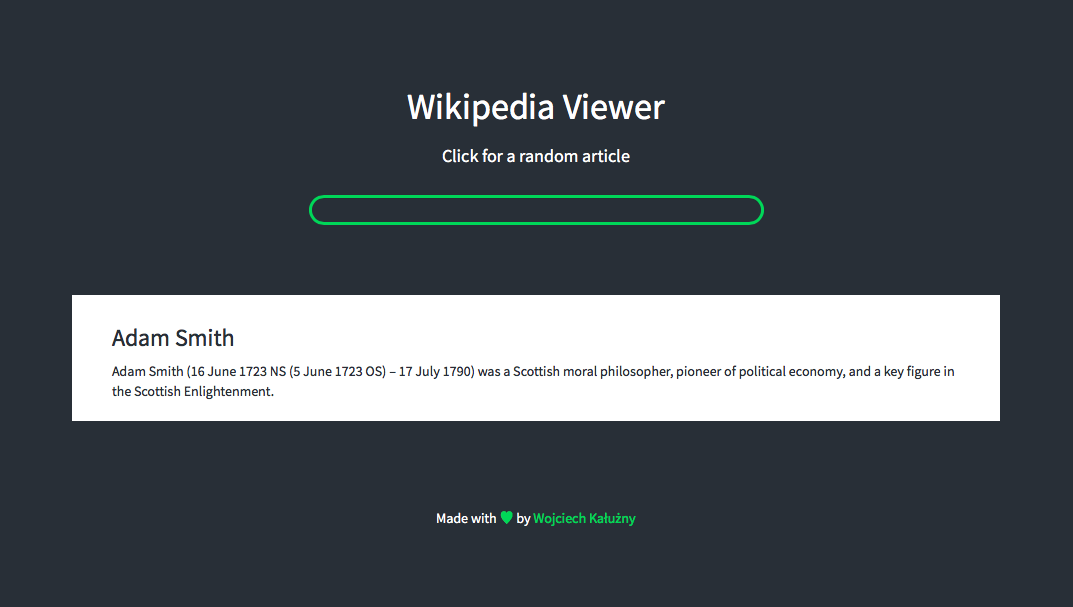 Wikipedia Viewer
Click for a random article
Adam Smith
Adam Smith (16 June 1723 NS (5 June 1723 OS) – 17 July 1790) was a Scottish moral philosopher, pioneer of political economy, and a key figure in
the Scottish Enlightenment.
Made with ♥ by Wojciech Kałużny